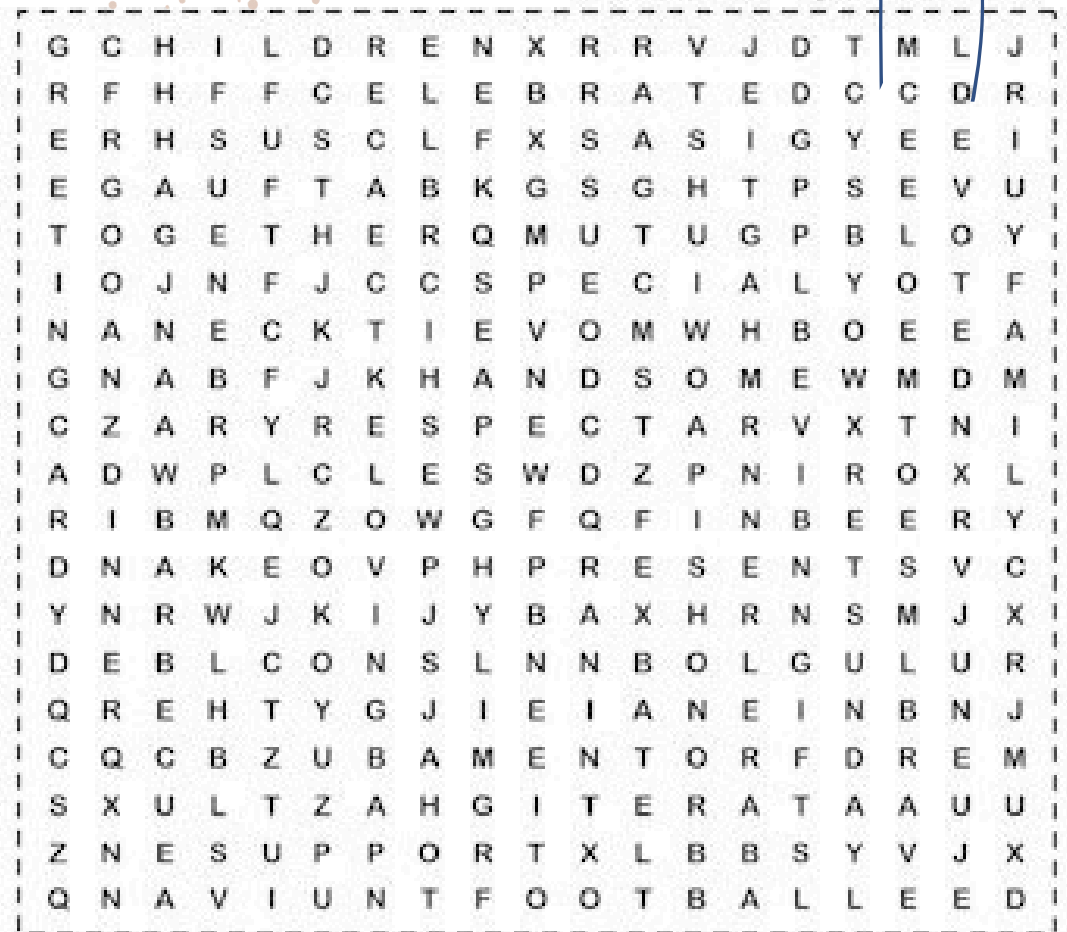 G C H I L D R E N X R R V J D T M L J
R F H F F C E L E B R A T E D C C D R
E R H S U S C L F X S A S I G Y E E I
E G A U F T A B K G S G H T P S E V U
T O G E T H E R Q M U T U G P B L O Y
I O J N F J C C S P E C I A L Y O T F
N A N E C K T I E V O M W H B O E E A
G N A B F J K H A N D S O M E W M D M
C Z A R Y R E S P E C T A R V X T N I
A D W P L C L E S W D Z P N I R O X L
R I B M Q Z O W G F Q F I N B E E R Y
D N A K E O V P H P R E S E N T S V C
Y N R W J K I J Y B A X H R N S M J X
D E B L C O N S L N N B O L G U L U R
Q R E H T Y G J I E I A N E I N B N J
C Q C B Z U B A M E N T O R F D R E M
S X U L T Z A H G I T E R A T A A U U
Z N E S U P P O R T X L B B S Y V J X
Q N A V I U N T F O O T B A L L E E D